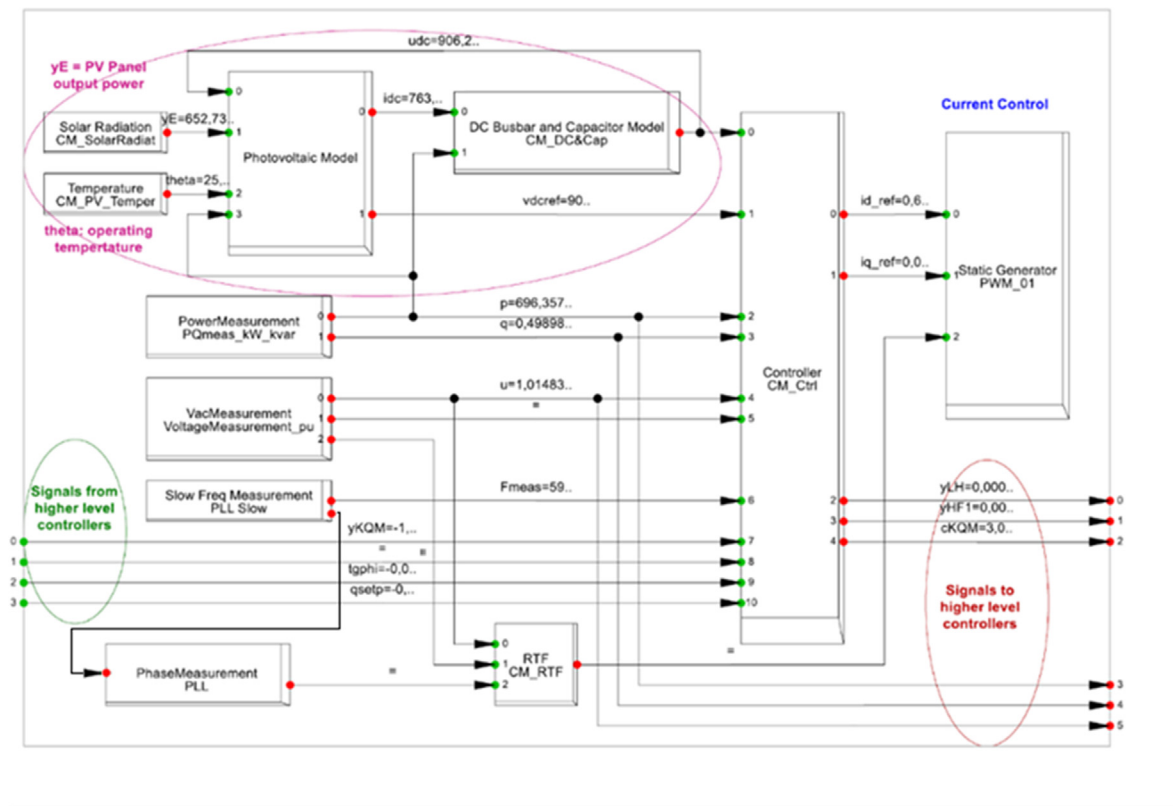 udc=906,2..
yE = PV Panel
output power
0
Solar Radiation
CM_SolarRadiat
yE=652,73..
1
Photovoltaic Model
0
idc=763,..
0
DC Busbar and Capacitor Model
CM_DC&Cap
1
0
Current Control
Temperature
CM_PV_Temper
theta=25,..
2
3
1
vdcref=90..
1
theta: operating
tempertature
0
id_ref=0,6..
0
1
iq_ref=0,0..
1
Static Generator
PWM_01
2
PowerMeasurement
PQmeas_kW_kvar
0
1
p=696,357..
q=0,49898..
2
3
Controller
CM_Ctrl
VacMeasurement
VoltageMeasurement_pu
0
1
2
u=1,01483..
=
4
5
Signals from
higher level
controllers
Slow Freq Measurement
PLL Slow
Fmeas=59..
6
2
3
4
yLH=0,000..
yHF1=0,00..
cKQM=3,0..
0
1
2
0
1
2
3
yKQM=-1,..
=
=
tgphi=-0,0..
qsetp=-0,..
7
8
9
10
Signals to
higher level
controllers
PhaseMeasurement
PLL
=
0
1
2
RTF
CM_RTF
=
3
4
5